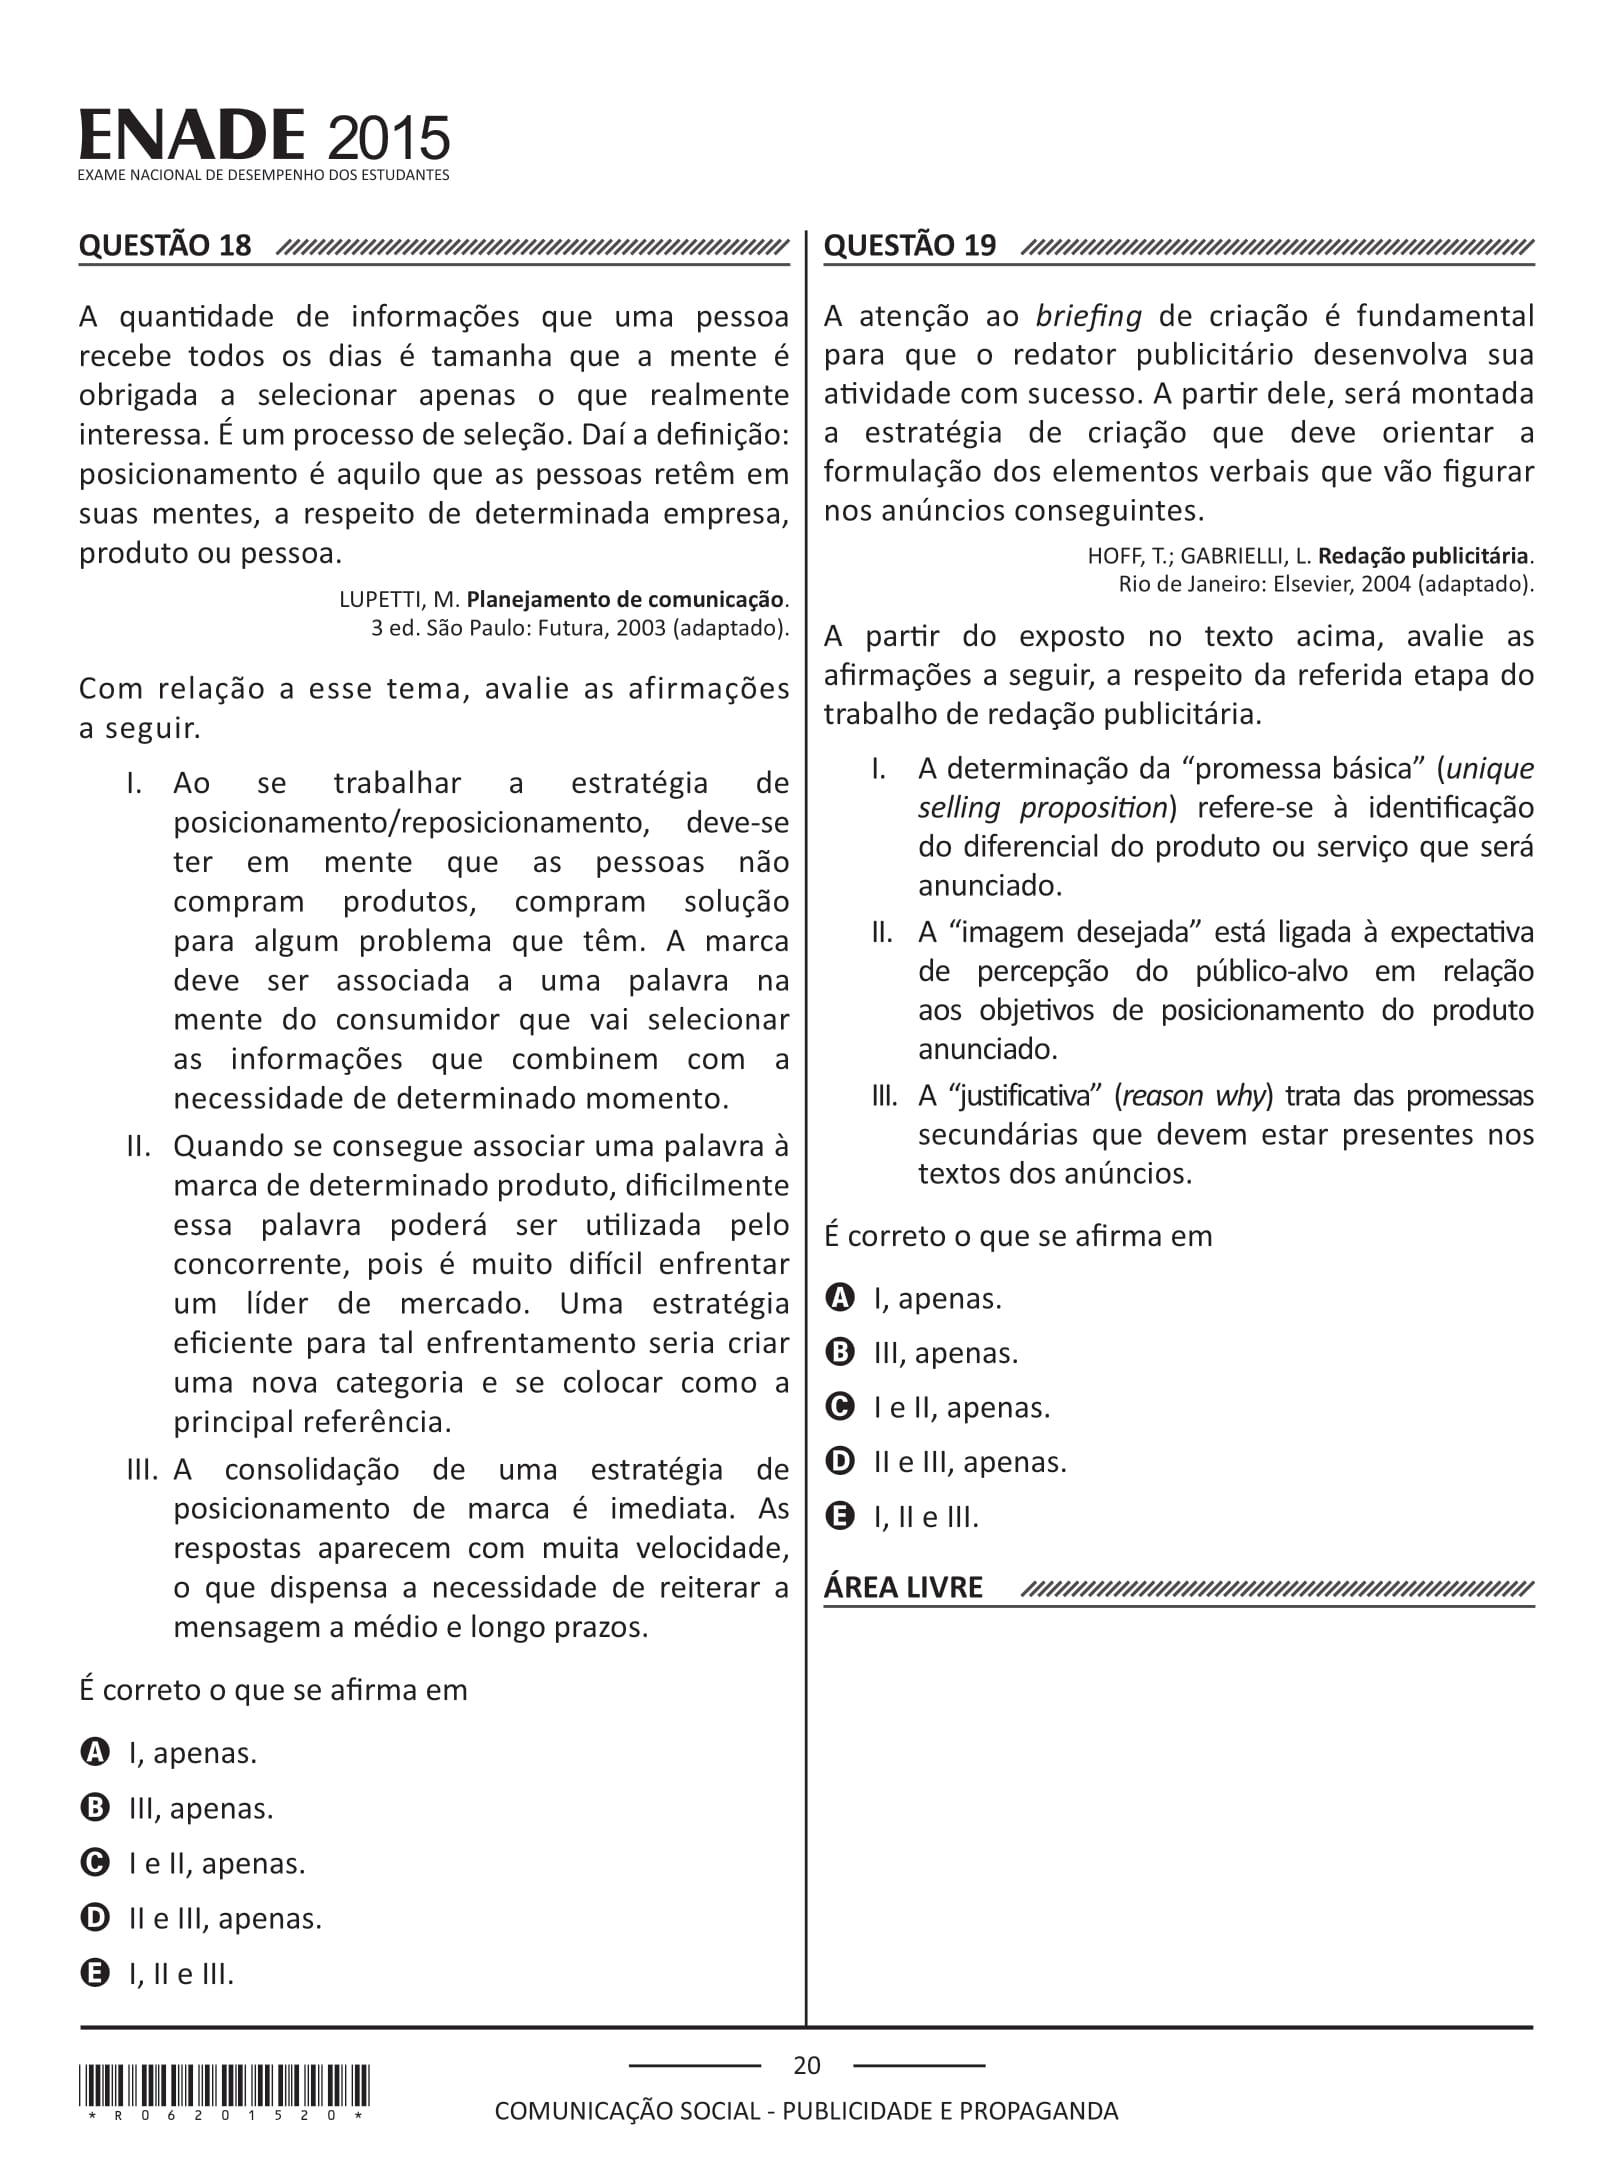 ENADE 2015
EXAME NACIONAL DE DESEMPENHO DOS ESTUDANTES
QUESTÃO 18
A quantidade de informações que uma pessoa
recebe todos os dias é tamanha que a mente é
obrigada a selecionar apenas o que realmente
interessa. É um processo de seleção. Daí a definição:
posicionamento é aquilo que as pessoas retêm em
suas mentes, a respeito de determinada empresa,
produto ou pessoa.
LUPETTI, M. Planejamento de comunicação.
3 ed. São Paulo: Futura, 2003 (adaptado).
Com relação a esse tema, avalie as afirmações
a seguir.
I. Ao se trabalhar a estratégia de
posicionamento/reposicionamento, deve-se
ter em mente que as pessoas não
compram produtos, compram solução
para algum problema que têm. A marca
deve ser associada a uma palavra na
mente do consumidor que vai selecionar
as informações que combinem com a
necessidade de determinado momento.
II. Quando se consegue associar uma palavra à
marca de determinado produto, dificilmente
essa palavra poderá ser utilizada pelo
concorrente, pois é muito difícil enfrentar
um líder de mercado. Uma estratégia
eficiente para tal enfrentamento seria criar
uma nova categoria e se colocar como a
principal referência.
III. A consolidação de uma estratégia de
posicionamento de marca é imediata. As
respostas aparecem com muita velocidade,
o que dispensa a necessidade de reiterar a
mensagem a médio e longo prazos.
É correto o que se afirma em
A I, apenas.
B III, apenas.
C I e II, apenas.
D II e III, apenas.
E I, II e III.
QUESTÃO 19
A atenção ao briefing de criação é fundamental
para que o redator publicitário desenvolva sua
atividade com sucesso. A partir dele, será montada
a estratégia de criação que deve orientar a
formulação dos elementos verbais que vão figurar
nos anúncios conseguintes.
HOFF, T.; GABRIELLI, L. Redação publicitária.
Rio de Janeiro: Elsevier, 2004 (adaptado).
A partir do exposto no texto acima, avalie as
afirmações a seguir, a respeito da referida etapa do
trabalho de redação publicitária.
I. A determinação da “promessa básica” (unique
selling proposition) refere-se à identificação
do diferencial do produto ou serviço que será
anunciado.
II. A “imagem desejada” está ligada à expectativa
de percepção do público-alvo em relação
aos objetivos de posicionamento do produto
anunciado.
III. A “justificativa” (reason why) trata das promessas
secundárias que devem estar presentes nos
textos dos anúncios.
É correto o que se afirma em
A I, apenas.
B III, apenas.
C I e II, apenas.
D II e III, apenas.
E I, II e III.
ÁREA LIVRE
*R06201520*
20
COMUNICAÇÃO SOCIAL - PUBLICIDADE E PROPAGANDA